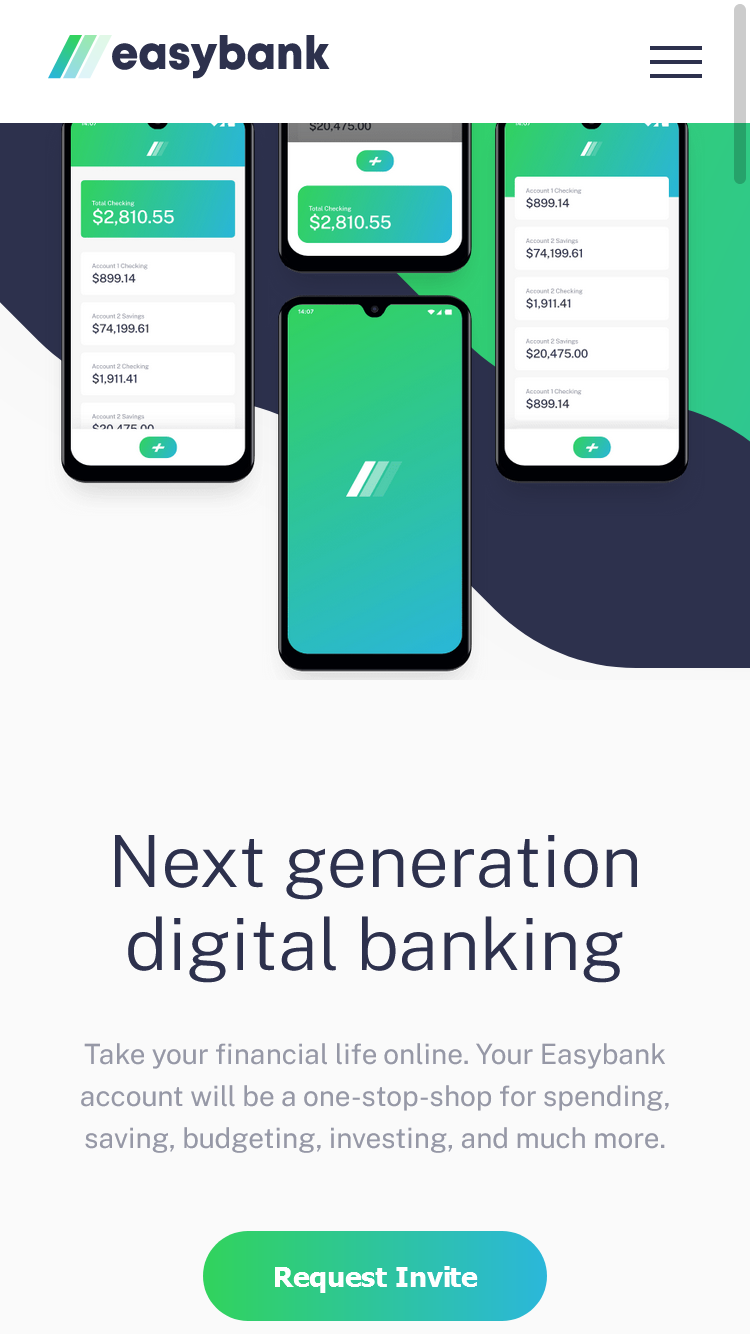 easybank
14:07
Total Checking
$2,810.55
Account 1 Checking
$899.14
Account 2 Savings
$74,199.61
Account 2 Checking
$1,911.41
Account 2 Savings
$20,475.00
$20,475.00
Total Checking
$2,810.55
14:07
14:07
Account 1 Checking
$899.14
Account 2 Savings
$74,199.61
Account 2 Checking
$1,911.41
Account 2 Savings
$20,475.00
Account 1 Checking
$899.14
Next generation
digital banking
Take your financial life online. Your Easybank
account will be a one-stop-shop for spending,
saving, budgeting, investing, and much more.
Request Invite